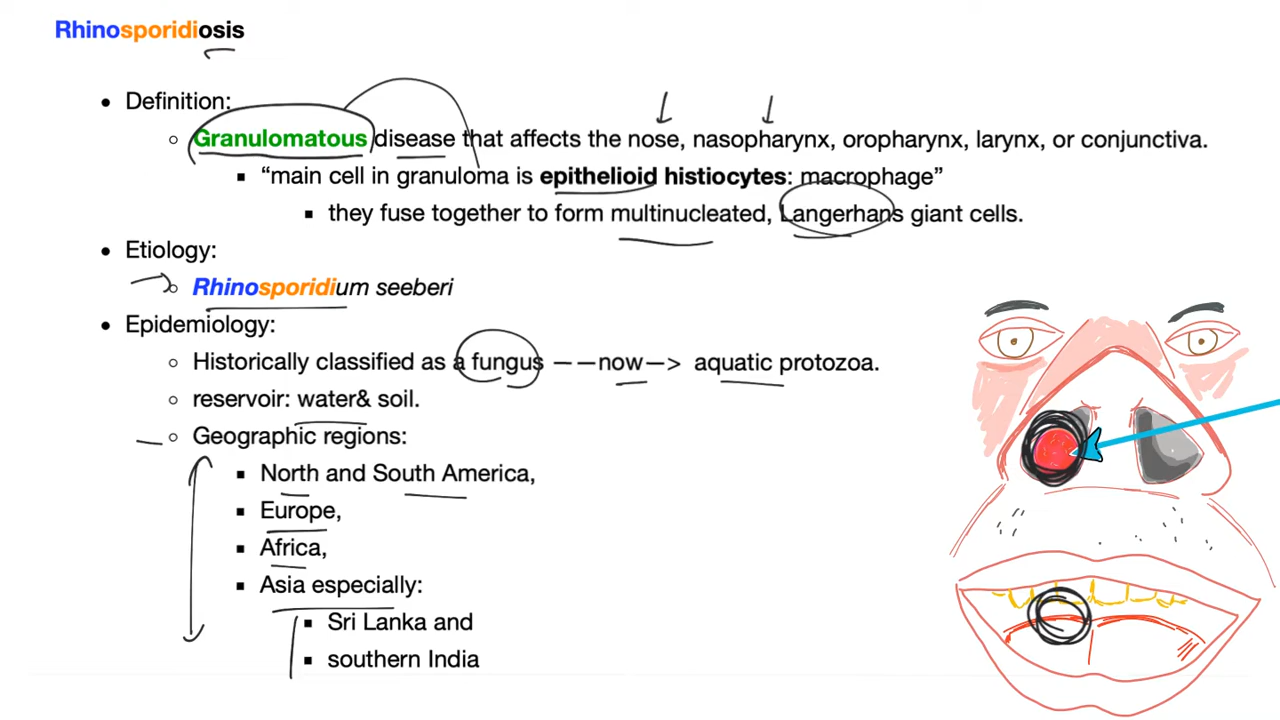 Rhinosporidiosis
• Definition:
○ Granulomatous disease that affects the nose, nasopharynx, oropharynx, larynx, or conjunctiva.
▪ “main cell in granuloma is epithelioid histiocytes: macrophage”
▪ they fuse together to form multinucleated, Langerhans giant cells.
• Etiology:
○ Rhinosporidium seeberi
• Epidemiology:
○ Historically classified as a fungus ——now—> aquatic protozoa.
○ reservoir: water& soil.
○ Geographic regions:
▪ North and South America,
▪ Europe,
▪ Africa,
▪ Asia especially:
▪ Sri Lanka and
▪ southern India